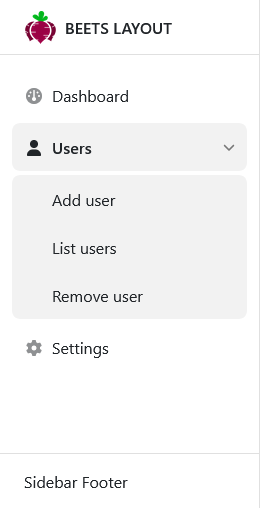 BEETS LAYOUT
Dashboard
Users
Add user
List users
Remove user
Settings
Sidebar Footer